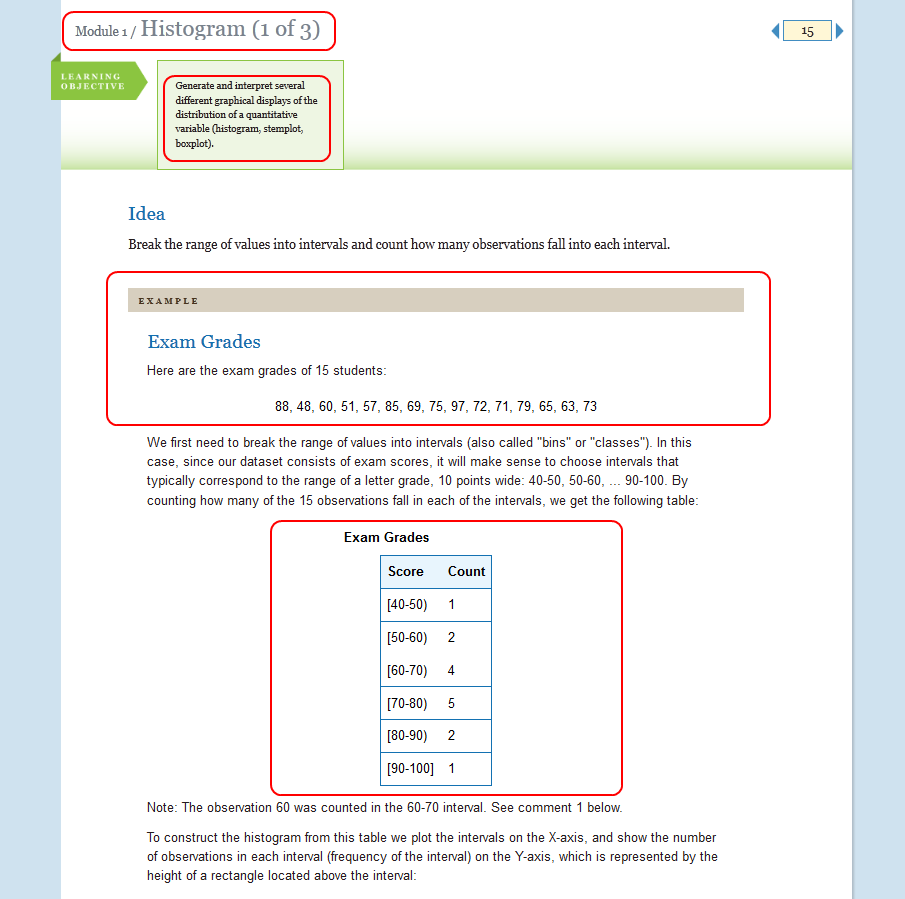 Module 1 / Histogram (1 of 3)
15
LEARNING
OBJECTIVE
Generate and interpret several
different graphical displays of the
distribution of a quantitative
variable (histogram, stemplot,
boxplot).
Idea
Break the range of values into intervals and count how many observations fall into each interval.
EXAMPLE
Exam Grades
Here are the exam grades of 15 students:
88, 48, 60, 51, 57, 85, 69, 75, 97, 72, 71, 79, 65, 63, 73
We first need to break the range of values into intervals (also called "bins" or "classes"). In this
case, since our dataset consists of exam scores, it will make sense to choose intervals that
typically correspond to the range of a letter grade, 10 points wide: 40-50, 50-60, ... 90-100. By
counting how many of the 15 observations fall in each of the intervals, we get the following table:
Exam Grades
Score Count
[40-50) 1
[50-60) 2
[60-70) 4
[70-80) 5
[80-90) 2
[90-100] 1
Note: The observation 60 was counted in the 60-70 interval. See comment 1 below.
To construct the histogram from this table we plot the intervals on the X-axis, and show the number
of observations in each interval (frequency of the interval) on the Y-axis, which is represented by the
height of a rectangle located above the interval: